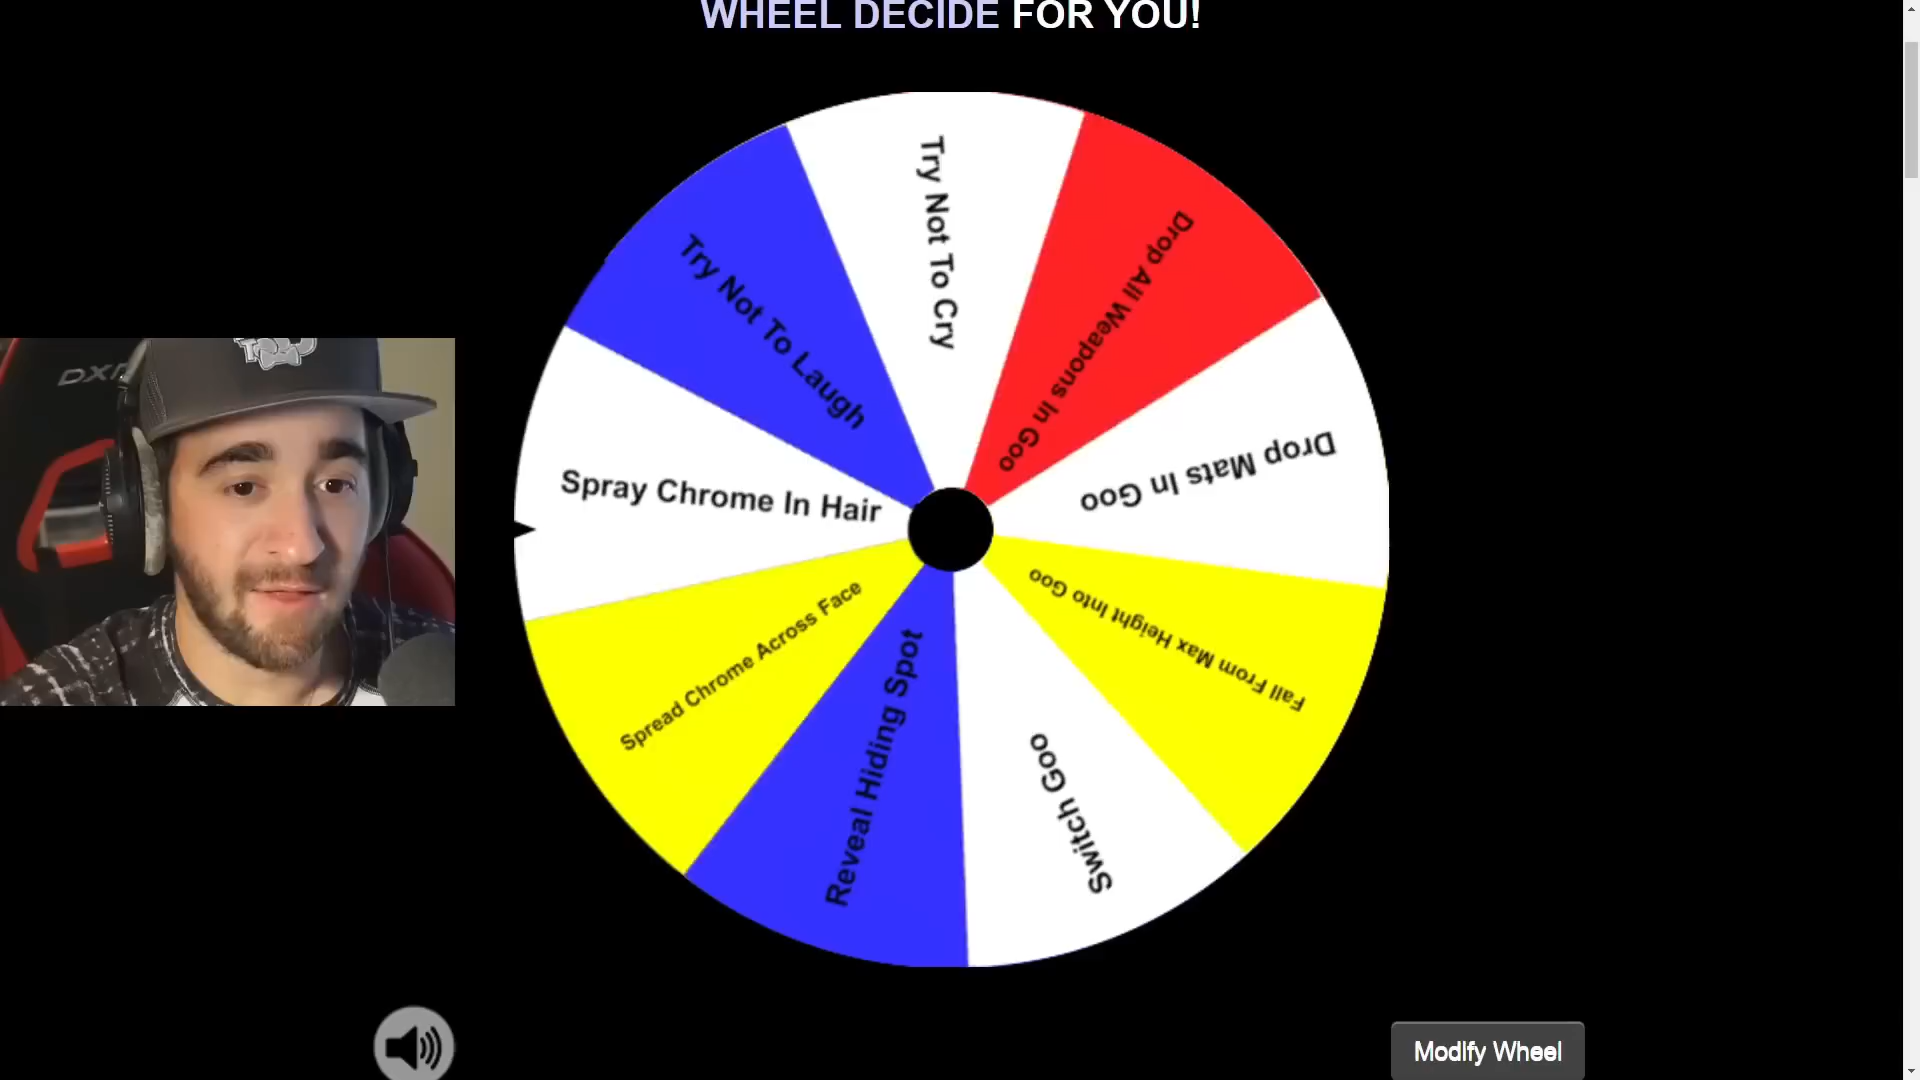 WHEEL DECIDE FOR YOU!
Try Not To Cry
Drop All Weapons In Goo
Drop Mats In Goo
Fall From Max Height Into Goo
Switch Goo
Reveal Hiding Spot
Spread Chrome Across Face
Spray Chrome In Hair
Try Not To Laugh
DXR
Modify Wheel